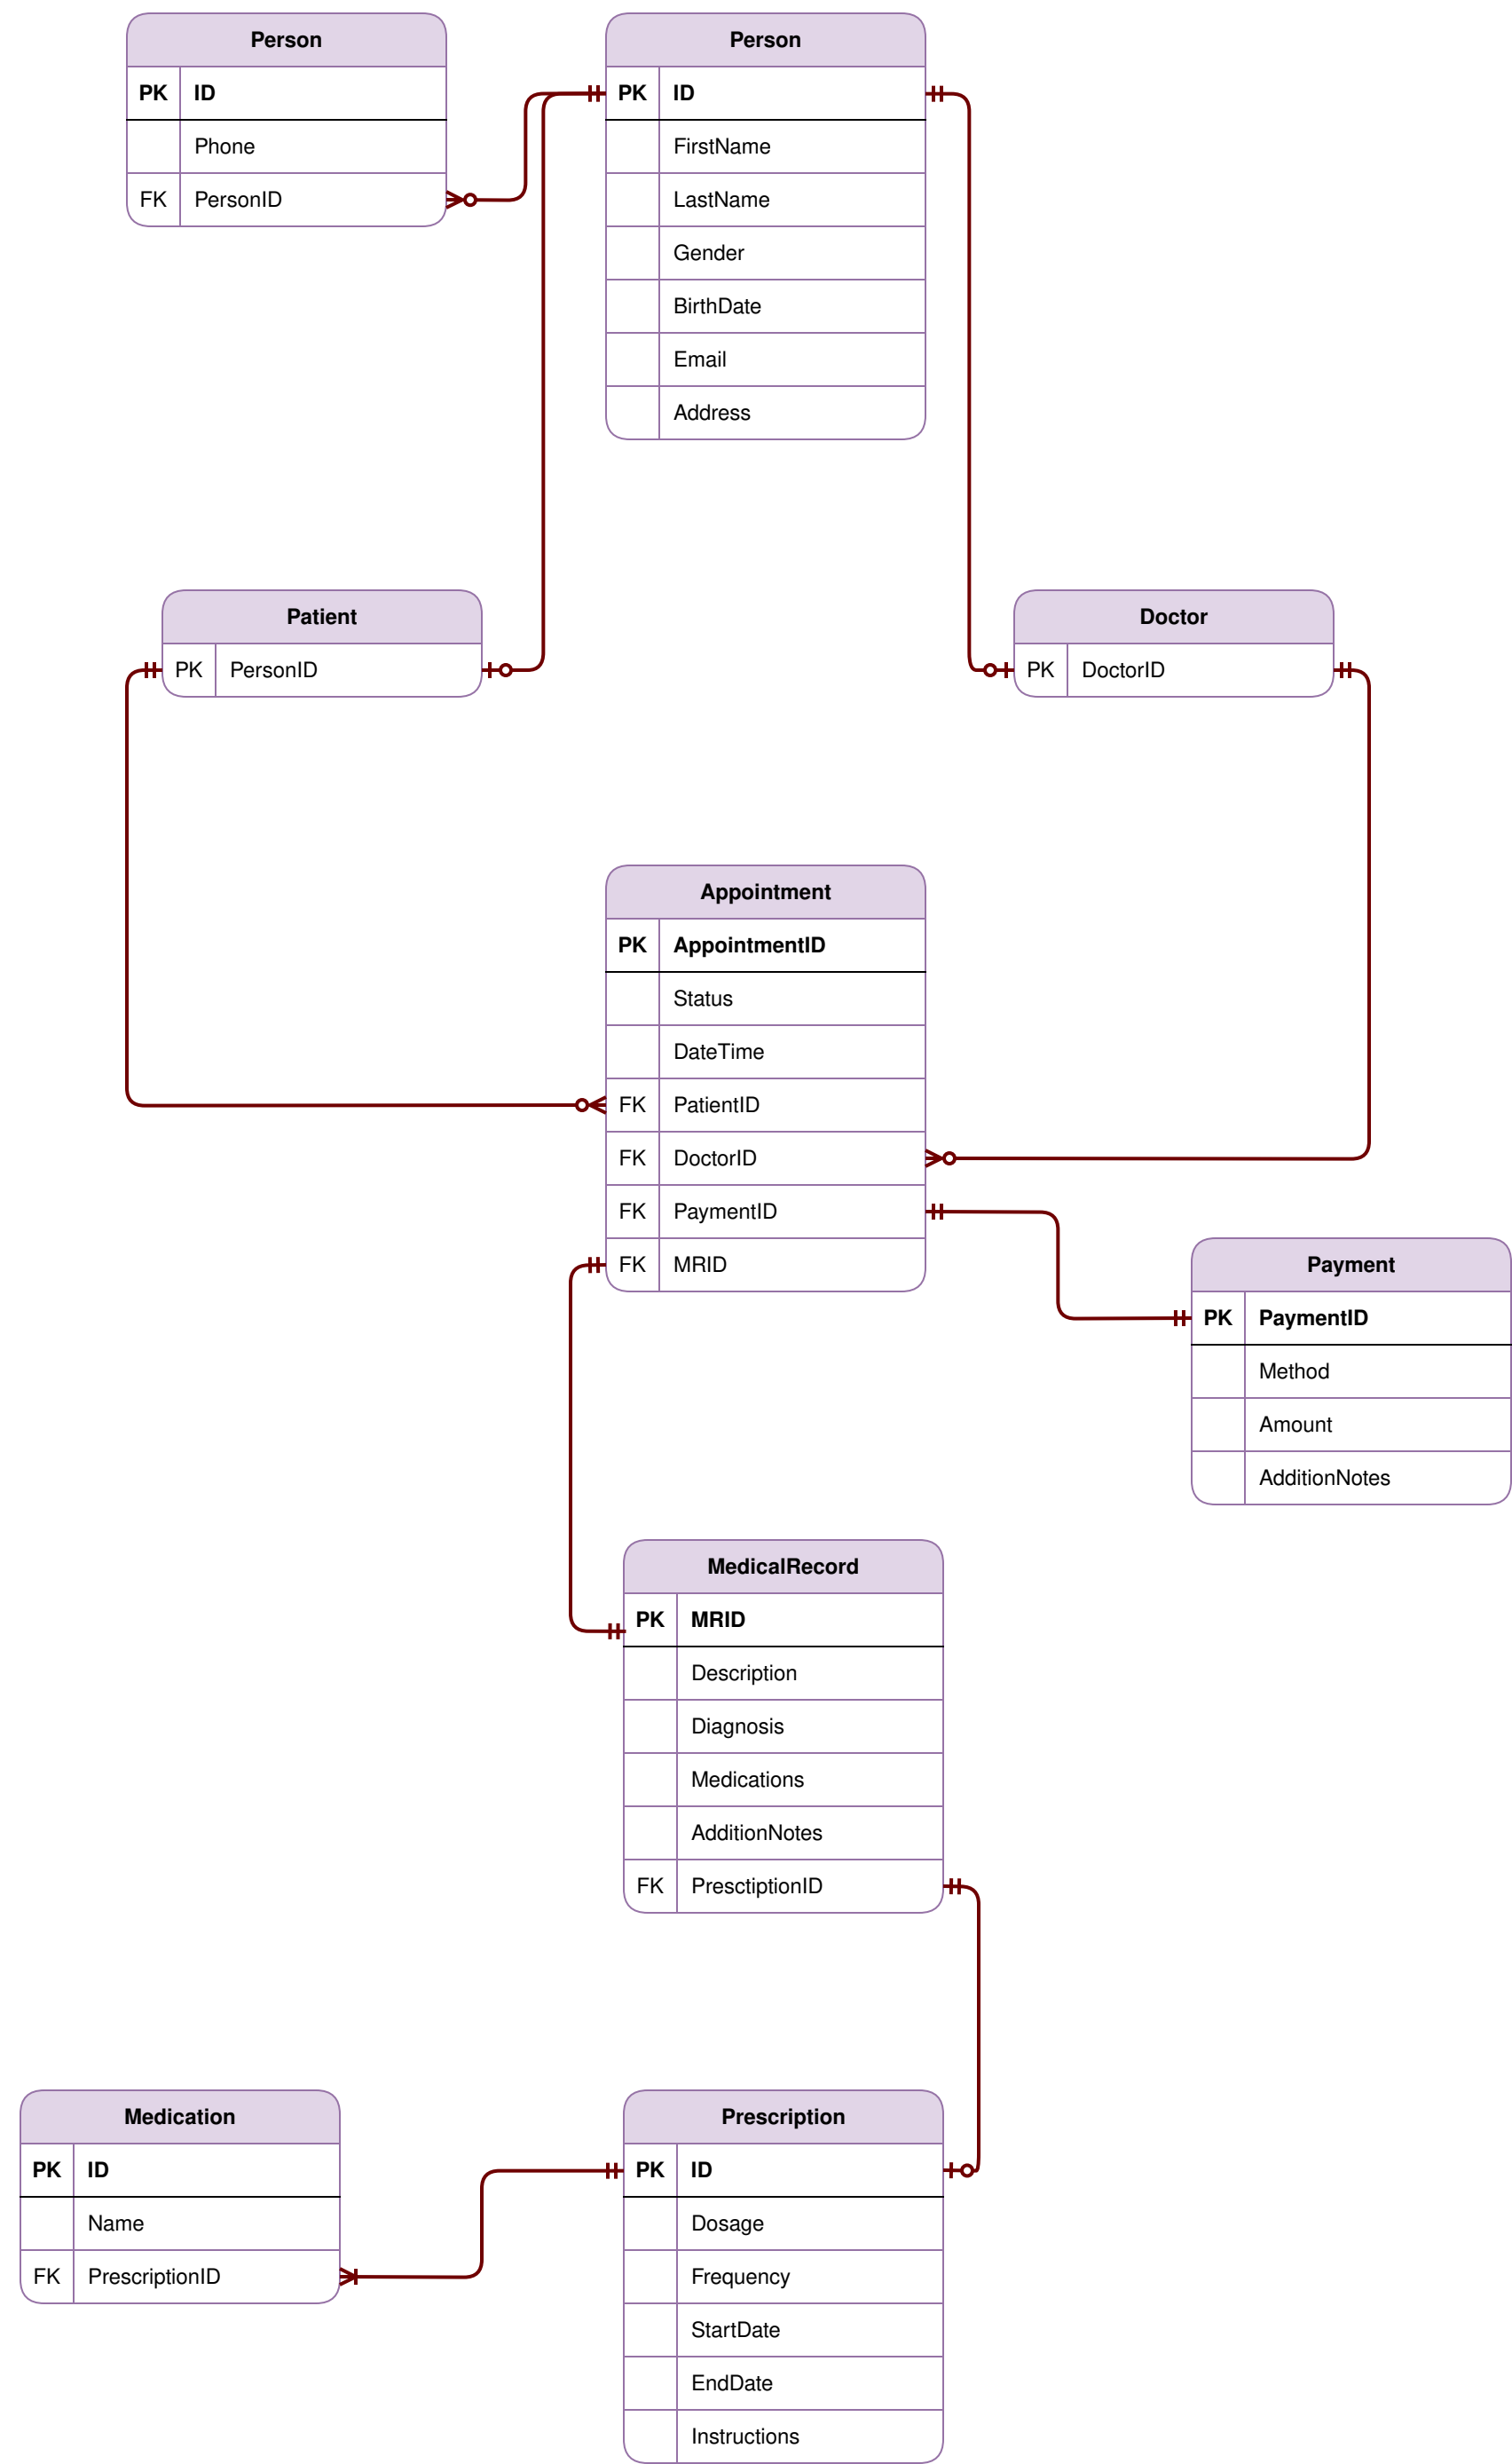 Person
PK ID
Phone
FK PersonID
Person
PK ID
FirstName
LastName
Gender
BirthDate
Email
Address
Patient
PK PersonID
Doctor
PK DoctorID
Appointment
PK AppointmentID
Status
DateTime
FK PatientID
FK DoctorID
FK PaymentID
FK MRID
Payment
PK PaymentID
Method
Amount
AdditionNotes
MedicalRecord
PK MRID
Description
Diagnosis
Medications
AdditionNotes
FK PresctiptionID
Medication
PK ID
Name
FK PrescriptionID
Prescription
PK ID
Dosage
Frequency
StartDate
EndDate
Instructions